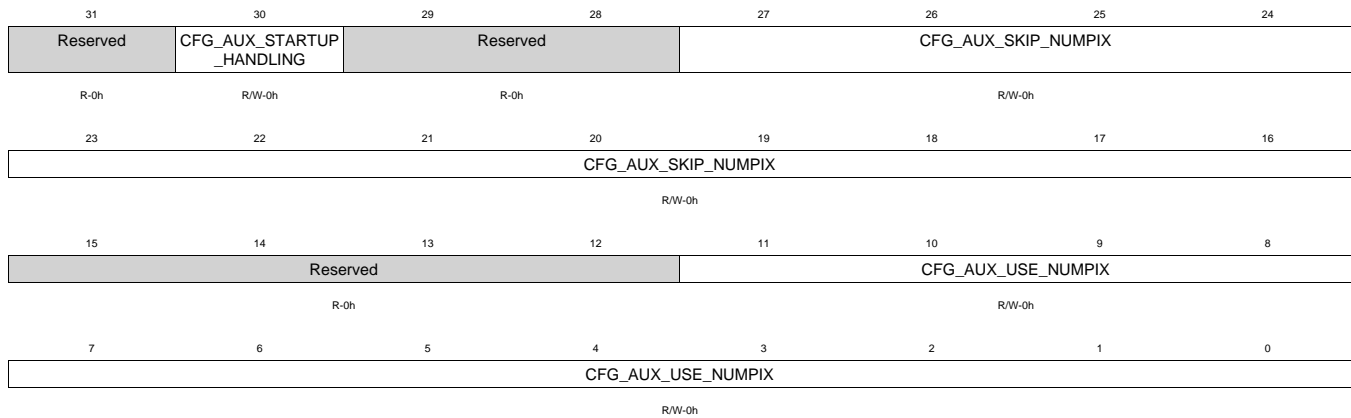 31 30 29 28 27 26 25 24
Reserved CFG_AUX_STARTUP Reserved CFG_AUX_SKIP_NUMPIX
_HANDLING
R-0h R/W-0h R-0h R/W-0h
23 22 21 20 19 18 17 16
CFG_AUX_SKIP_NUMPIX
R/W-0h
15 14 13 12 11 10 9 8
Reserved CFG_AUX_USE_NUMPIX
R-0h R/W-0h
7 6 5 4 3 2 1 0
CFG_AUX_USE_NUMPIX
R/W-0h